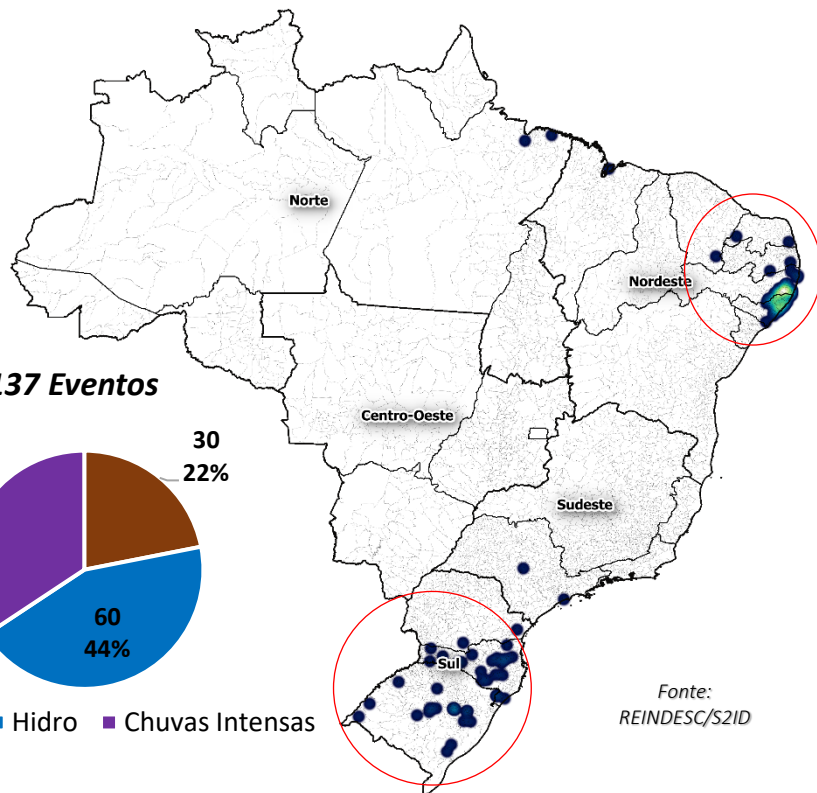 Norte
Nordeste
137 Eventos
Centro-Oeste
30
22%
Sudeste
60
44%
Sul
Fonte:
REINDESC/S2ID
Hidro Chuvas Intensas